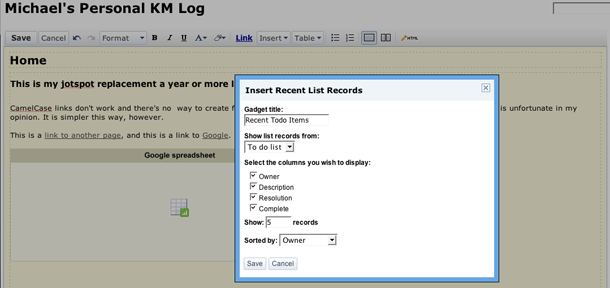 Michael's Personal KM Log
Save Cancel Format B I U A Link Insert Table HTML
Home
This is my jotspot replacement a year or more l
Insert Recent List Records
Gadget title:
Recent Todo Items
CamelCase links don't work and there's no way to create f
is unfortunate in my
opinion. It is simpler this way, however.
Show list records from:
To do list
This is a link to another page, and this is a link to Google.
Google spreadsheet
Select the columns you wish to display:
Owner
Description
Resolution
Complete
Show: 5 records
Sorted by: Owner
Save Cancel